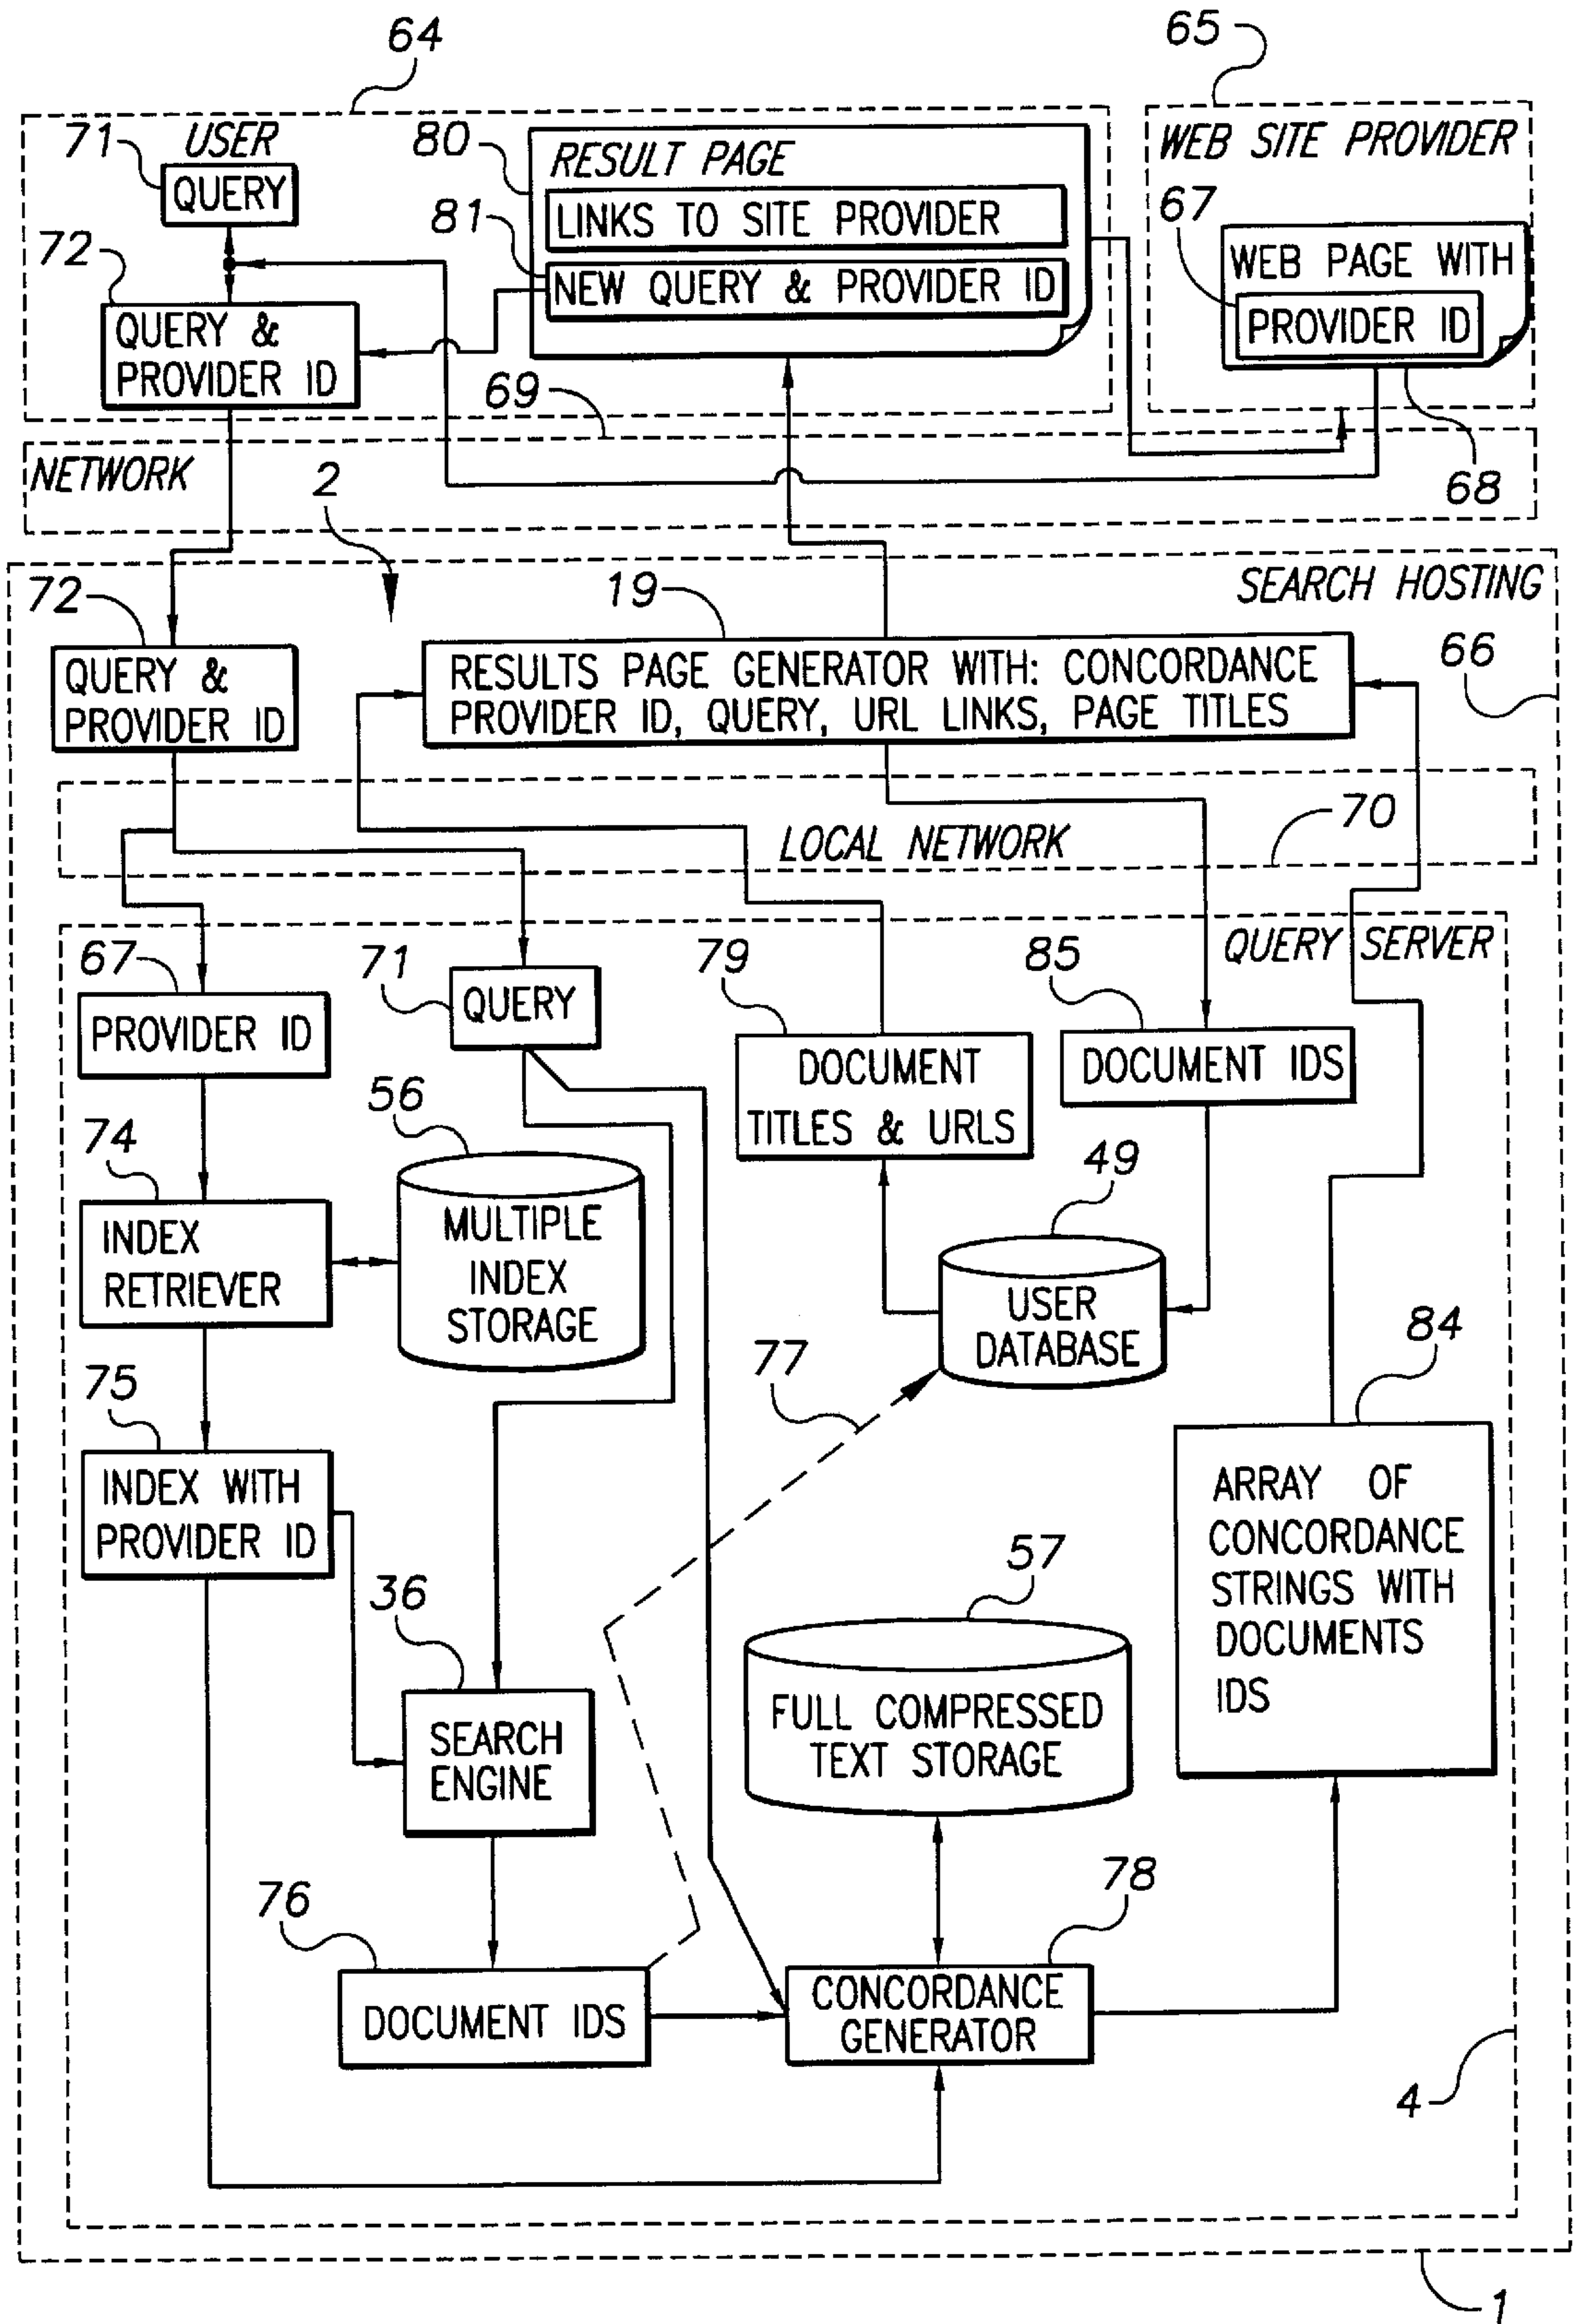 64
65
71
USER
QUERY
80
RESULT PAGE
LINKS TO SITE PROVIDER
81
NEW QUERY & PROVIDER ID
WEB SITE PROVIDER
67
WEB PAGE WITH
PROVIDER ID
72
QUERY &
PROVIDER ID
69
NETWORK
68
2
SEARCH HOSTING
72
QUERY &
PROVIDER ID
19
RESULTS PAGE GENERATOR WITH: CONCORDANCE
PROVIDER ID, QUERY, URL LINKS, PAGE TITLES
66
LOCAL NETWORK
70
QUERY SERVER
67
PROVIDER ID
71
QUERY
79
DOCUMENT
TITLES & URLS
85
DOCUMENT IDS
74
INDEX
RETRIEVER
56
MULTIPLE
INDEX
STORAGE
49
USER
DATABASE
77
84
ARRAY OF
CONCORDANCE
STRINGS WITH
DOCUMENTS
IDS
75
INDEX WITH
PROVIDER ID
36
SEARCH
ENGINE
57
FULL COMPRESSED
TEXT STORAGE
76
DOCUMENT IDS
78
CONCORDANCE
GENERATOR
4
1